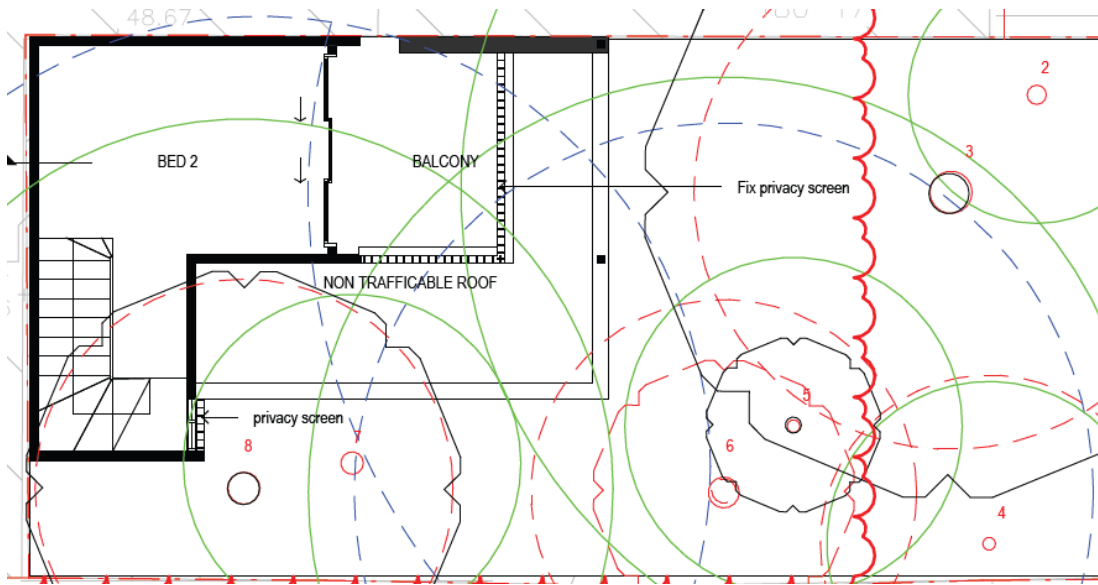 48.67
2
3
BED 2
BALCONY
Fix privacy screen
NON TRAFFICABLE ROOF
5
privacy screen
8
7
6
4